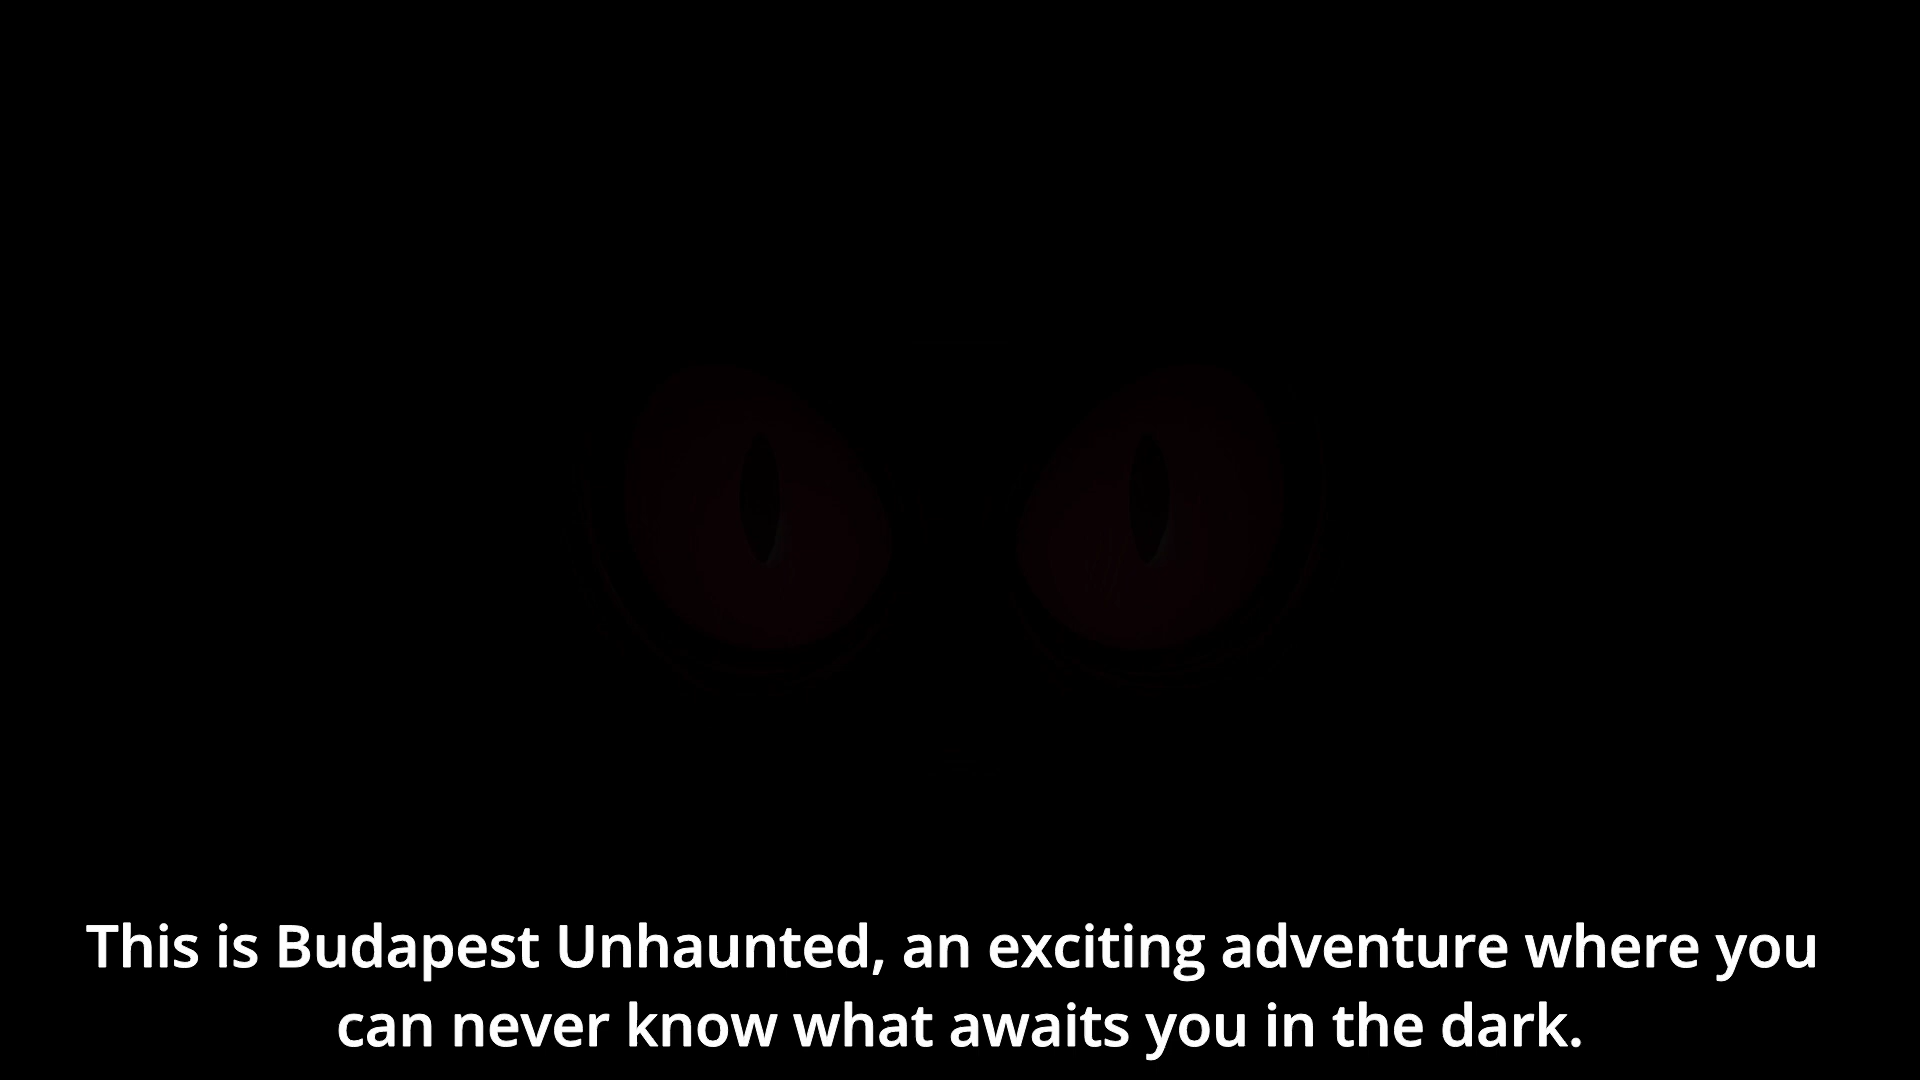 This is Budapest Unhaunted, an exciting adventure where you
can never know what awaits you in the dark.